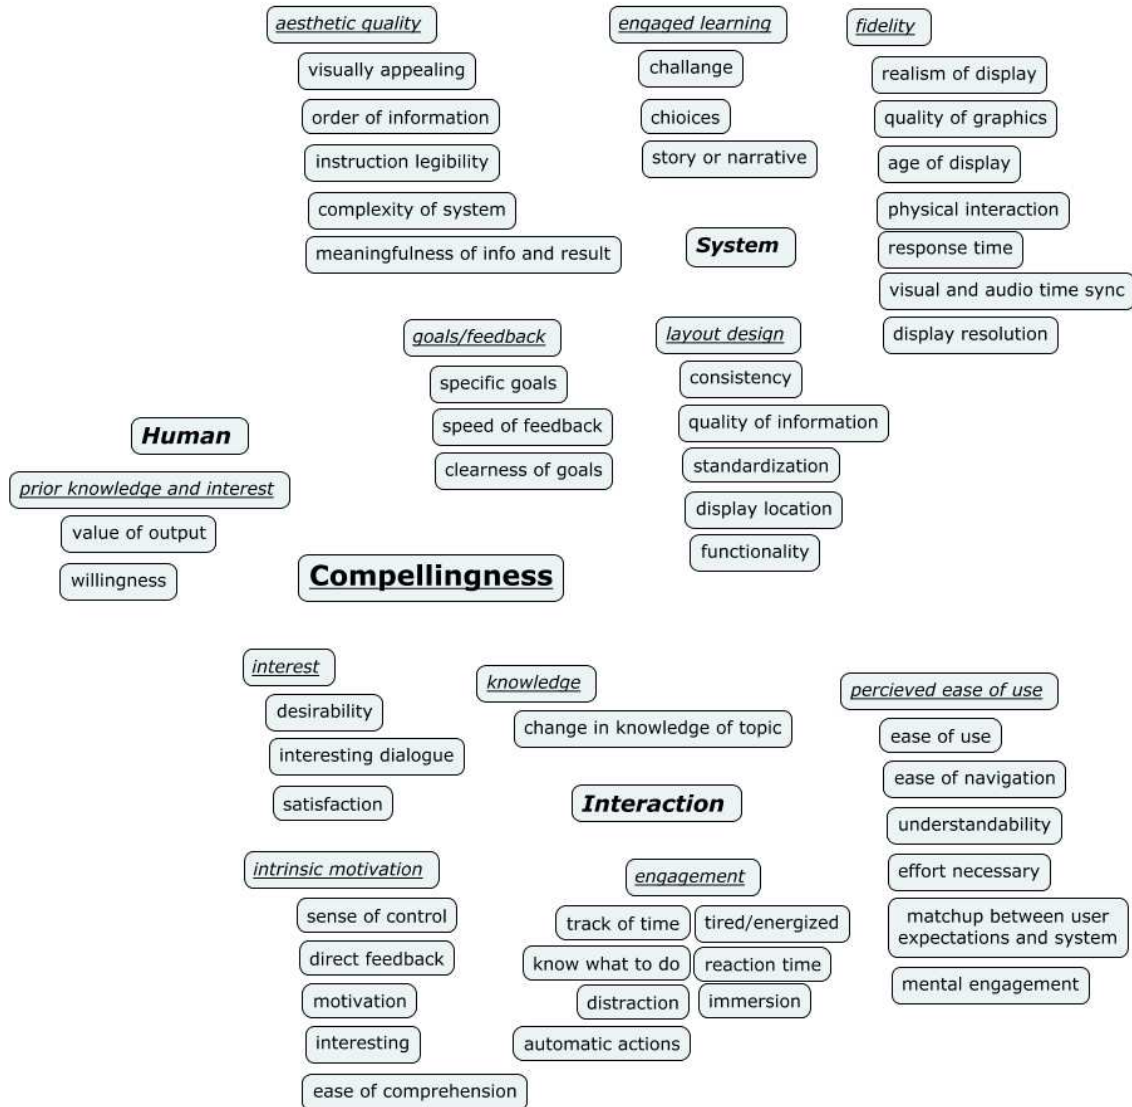 aesthetic quality
visually appealing
order of information
instruction legibility
complexity of system
meaningfulness of info and result
engaged learning
challange
chioices
story or narrative
fidelity
realism of display
quality of graphics
age of display
physical interaction
response time
visual and audio time sync
display resolution
System
goals/feedback
specific goals
speed of feedback
clearness of goals
layout design
consistency
quality of information
standardization
display location
functionality
Human
prior knowledge and interest
value of output
willingness
Compellingness
interest
desirability
interesting dialogue
satisfaction
knowledge
change in knowledge of topic
percieved ease of use
ease of use
ease of navigation
understandability
effort necessary
matchup between user
expectations and system
mental engagement
Interaction
intrinsic motivation
sense of control
direct feedback
motivation
interesting
ease of comprehension
engagement
track of time
tired/energized
know what to do
reaction time
distraction
immersion
automatic actions